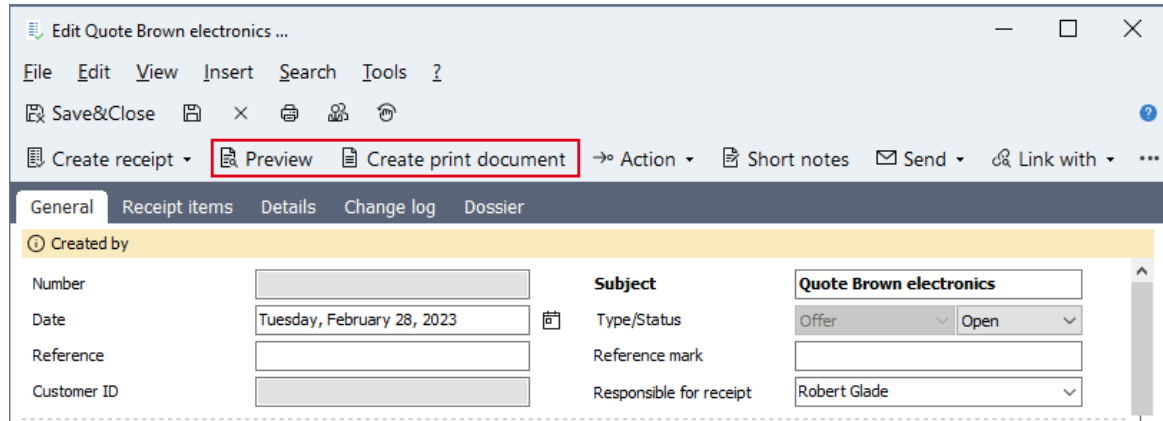 Edit Quote Brown electronics ...
File Edit View Insert Search Tools ?
Save&Close
Create receipt Preview Create print document Action Short notes Send Link with ...
General Receipt items Details Change log Dossier
Created by
Number Subject Quote Brown electronics
Date Tuesday, February 28, 2023 Type/Status Offer Open
Reference Reference mark
Customer ID Responsible for receipt Robert Glade